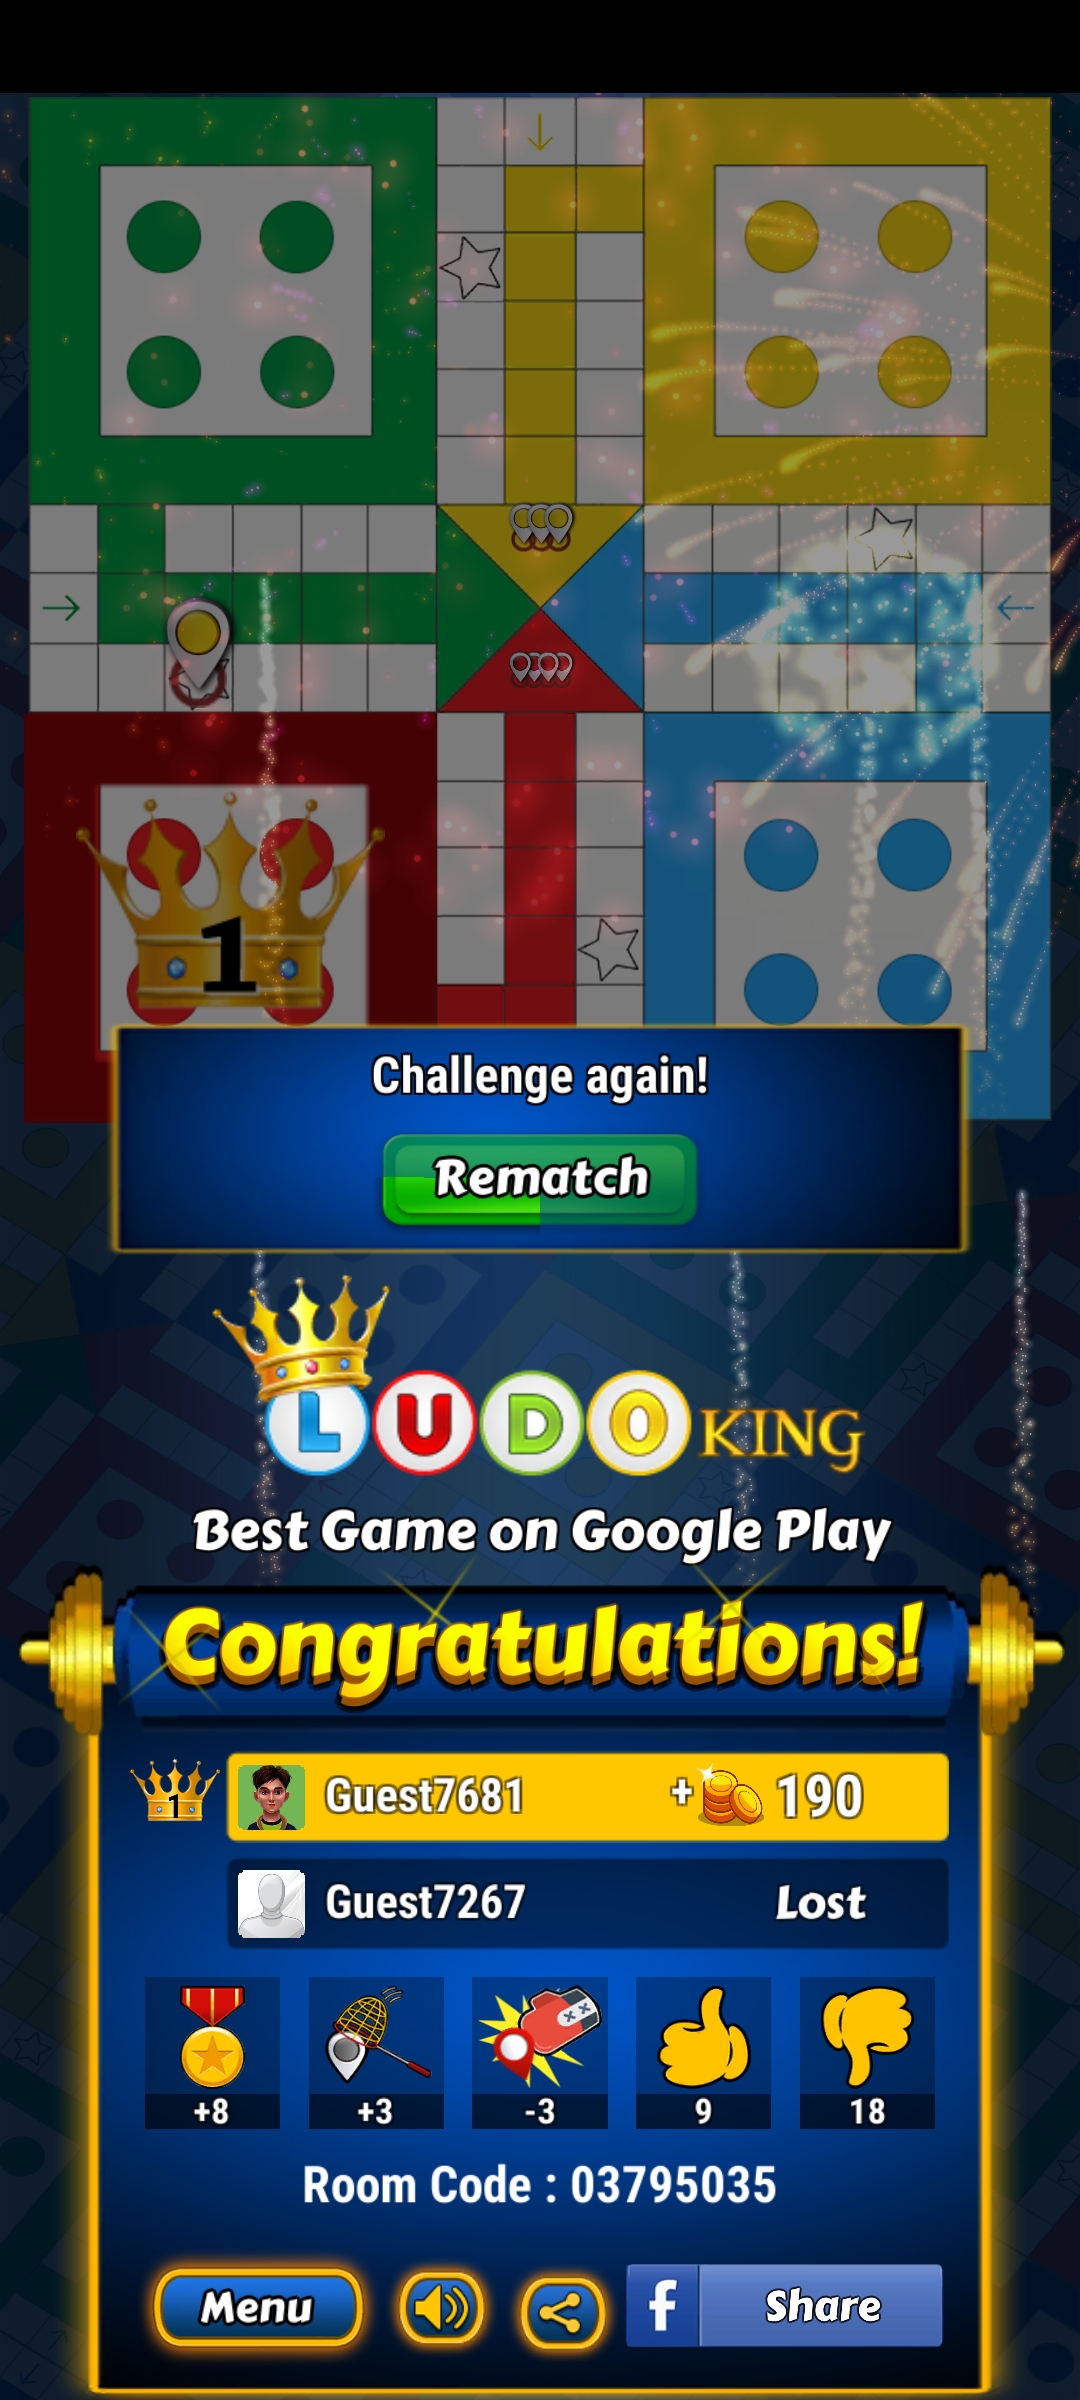 1
Challenge again!
Rematch
LUDO KING
Best Game on Google Play
Congratulations!
1 Guest7681 + 190
Guest7267 Lost
+8 +3 -3 9 18
Room Code : 03795035
Menu f Share